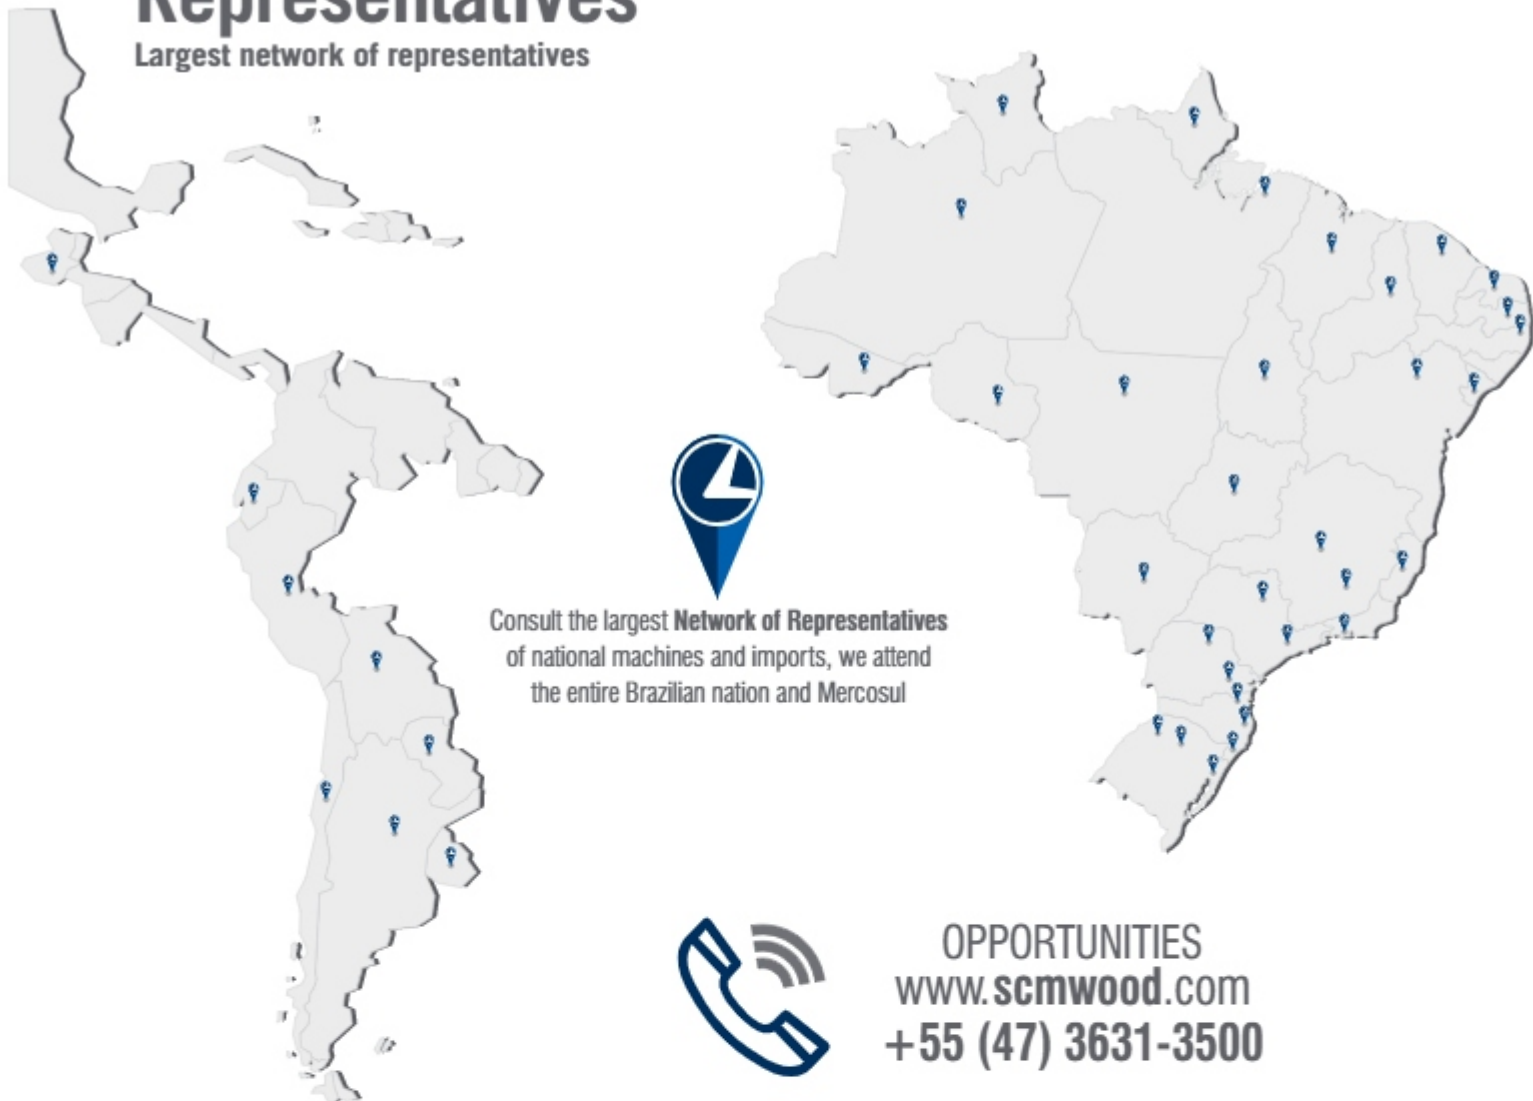 Representatives
Largest network of representatives
Consult the largest Network of Representatives
of national machines and imports, we attend
the entire Brazilian nation and Mercosul
OPPORTUNITIES
www.scmwood.com
+55 (47) 3631-3500